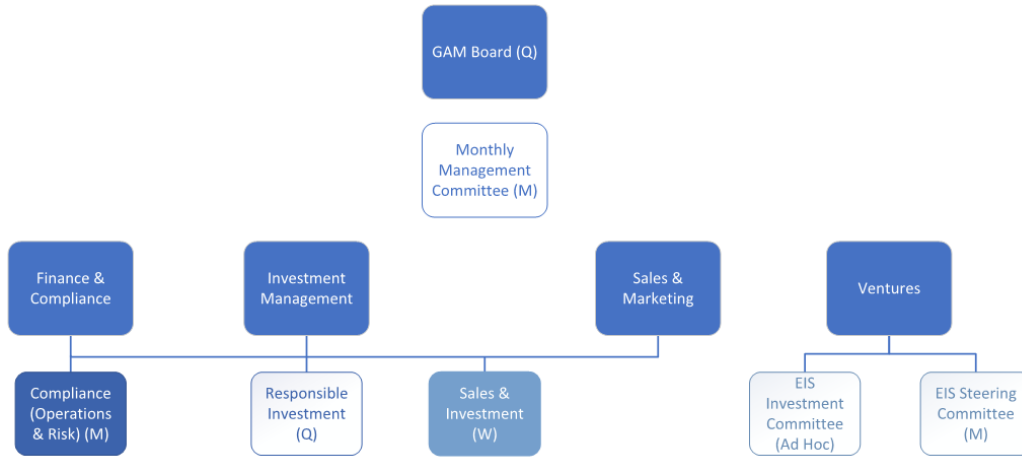 GAM Board (Q)
Monthly
Management
Committee (M)
Finance &
Compliance
Investment
Management
Sales &
Marketing
Ventures
Compliance
(Operations
& Risk) (M)
Responsible
Investment
(Q)
Sales &
Investment
(W)
EIS
Investment
Committee
(Ad Hoc)
EIS Steering
Committee
(M)